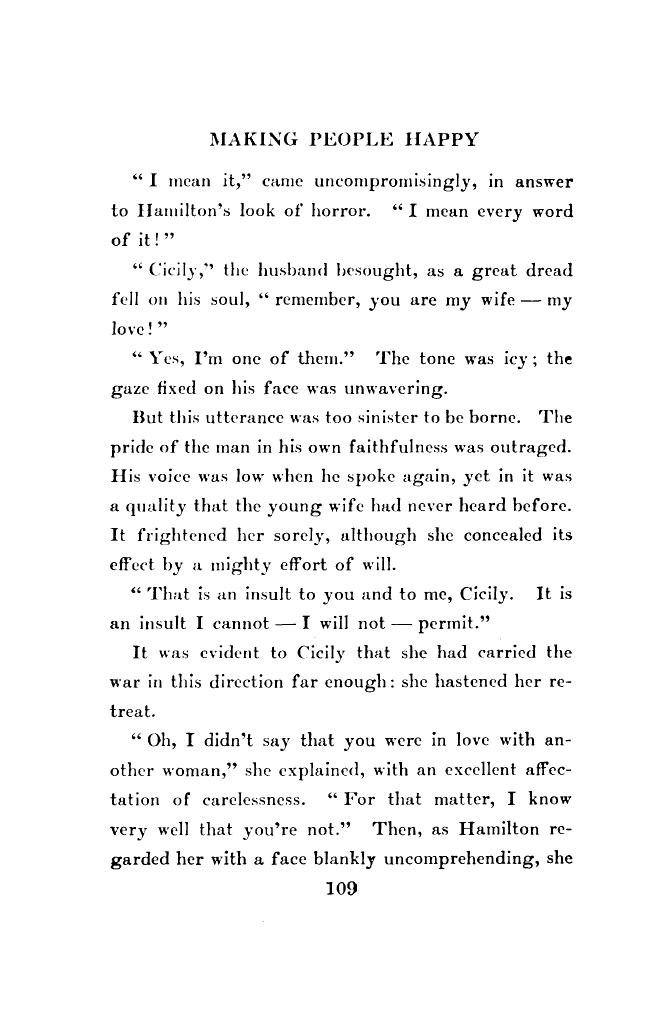 MAKING PEOPLE HAPPY
“ I mean it,” came uncompromisingly, in answer
to Hamilton’s look of horror. “ I mean every word
of it! ”
“ Cicily,” the husband besought, as a great dread
fell on his soul, “ remember, you are my wife — my
love! ”
“ Yes, I’m one of them.” The tone was icy; the
gaze fixed on his face was unwavering.
But this utterance was too sinister to be borne. The
pride of the man in his own faithfulness was outraged.
His voice was low when he spoke again, yet in it was
a quality that the young wife had never heard before.
It frightened her sorely, although she concealed its
effect by a mighty effort of will.
“ That is an insult to you and to me, Cicily. It is
an insult I cannot — I will not — permit.”
It was evident to Cicily that she had carried the
war in this direction far enough: she hastened her re-
treat.
“ Oh, I didn’t say that you were in love with an-
other woman,” she explained, with an excellent affec-
tation of carelessness. “ For that matter, I know
very well that you’re not.” Then, as Hamilton re-
garded her with a face blankly uncomprehending, she
109